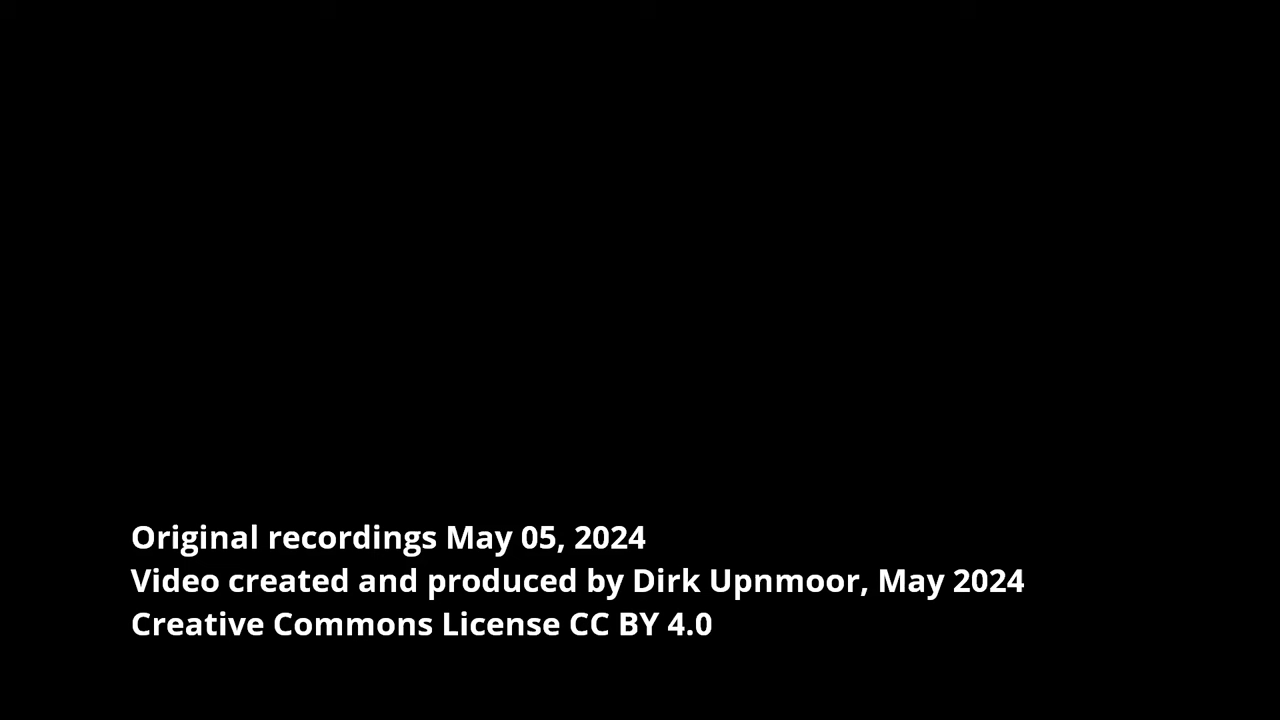 Original recordings May 05, 2024
Video created and produced by Dirk Upnmoor, May 2024
Creative Commons License CC BY 4.0